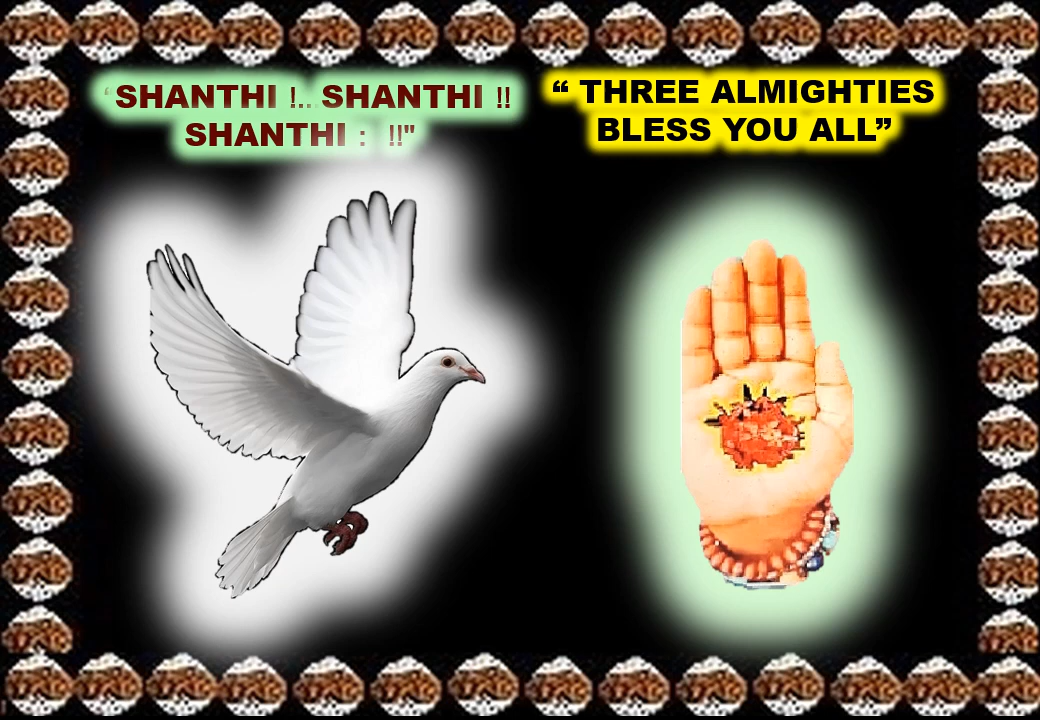 “SHANTHI !...SHANTHI !!
SHANTHI :  !!"
“ THREE ALMIGHTIES
BLESS YOU ALL”